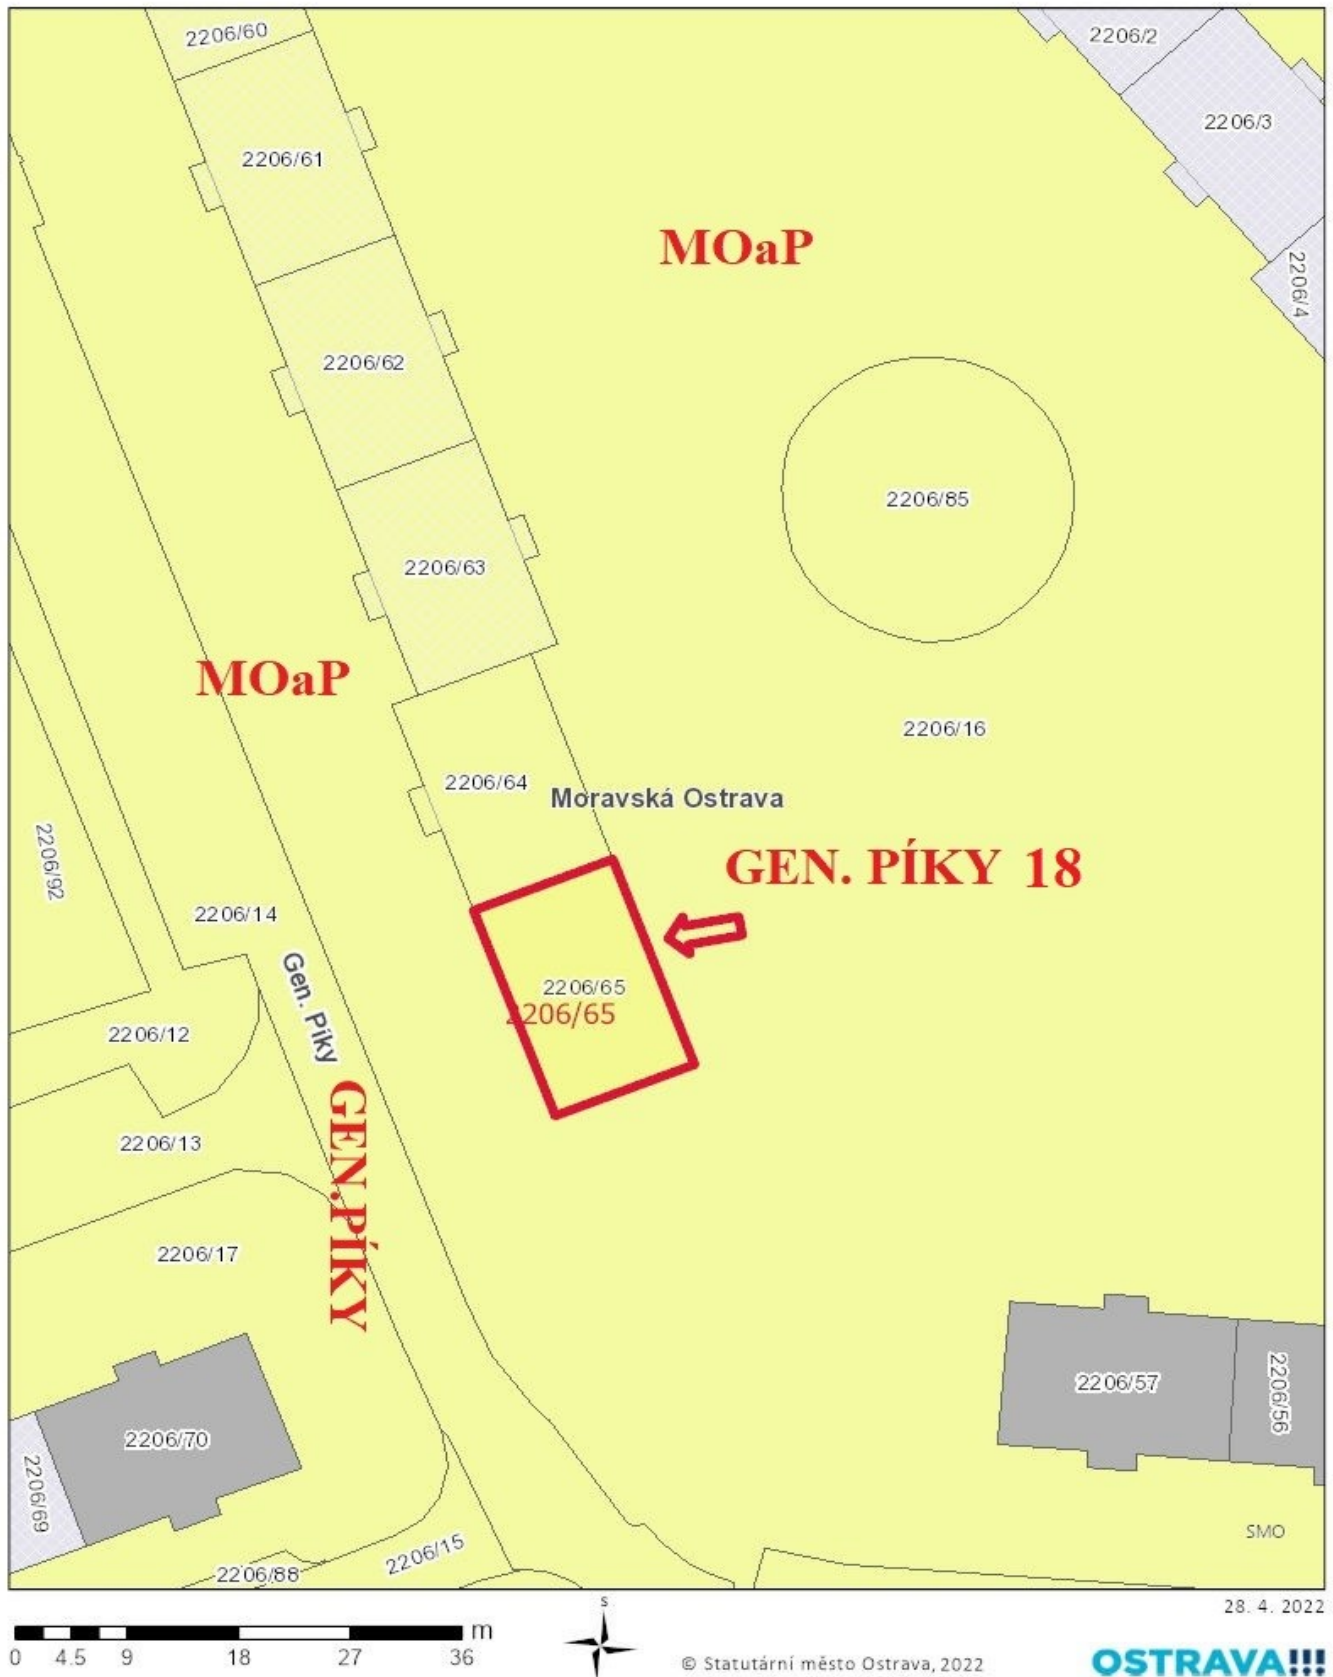 2206/60
2206/2
2206/3
2206/61
MOaP
2206/4
2206/62
2206/85
2206/63
MOaP
2206/16
2206/64
Moravská Ostrava
2206/92
GEN. PÍKY 18
2206/14
Gen. Píky
2206/65
2206/65
2206/12
GEN.PÍKY
2206/13
2206/17
2206/57
2206/56
2206/70
2206/69
SMO
2206/15
2206/88
28. 4. 2022
s
m
0 4.5 9 18 27 36
© Statutární město Ostrava, 2022
OSTRAVA!!!